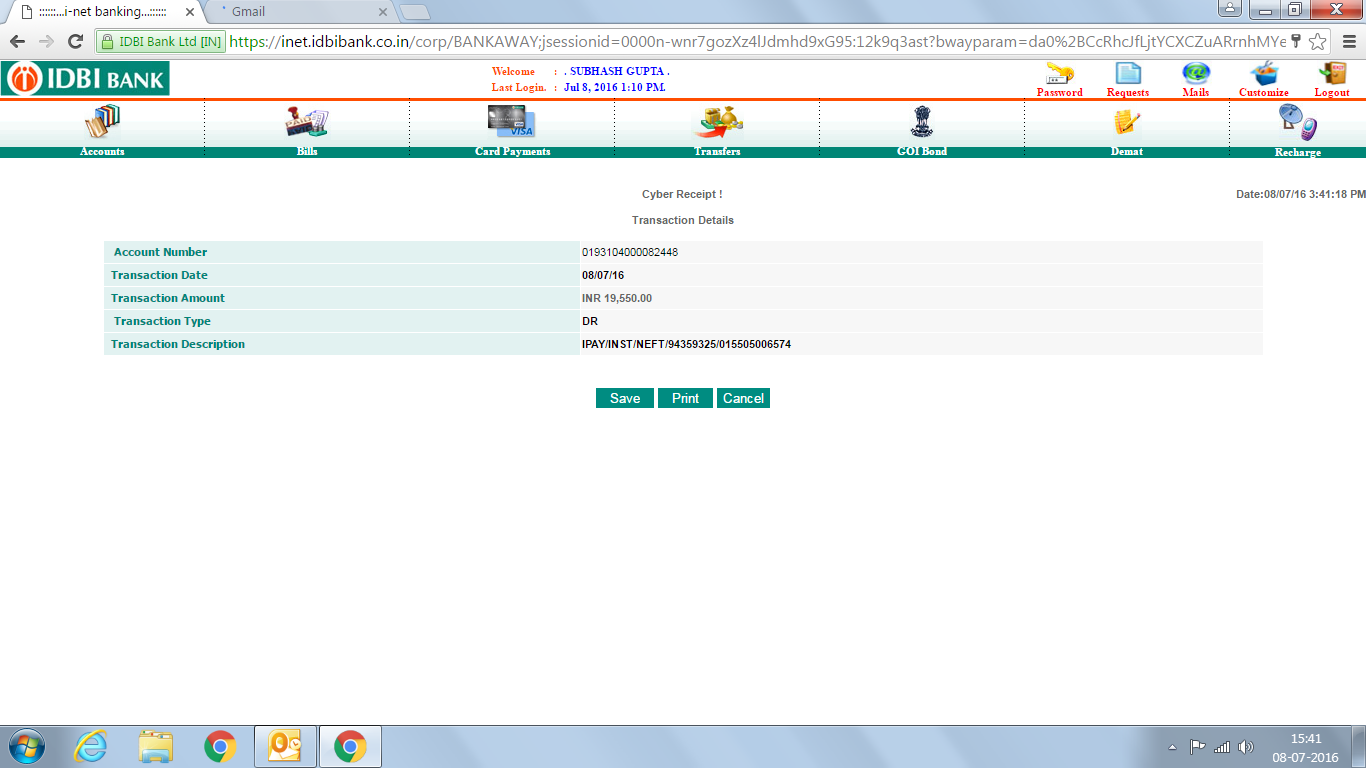 ::::::...i-net banking...::::::
Gmail
IDBI Bank Ltd [IN] https://inet.idbibank.co.in/corp/BANKAWAY;jsessionid=0000n-wnr7gozXz4lJdmhd9xG95:12k9q3ast?bwayparam=da0%2BCcRhcJfLjtYCXCZuARrnhMYe
IDBI BANK
Welcome : . SUBHASH GUPTA .
Last Login. : Jul 8, 2016 1:10 PM.
Password Requests Mails Customize Logout
VISA
Accounts Bills Card Payments Transfers GOI Bond Demat Recharge
Cyber Receipt !
Date:08/07/16 3:41:18 PM
Transaction Details
Account Number 0193104000082448
Transaction Date 08/07/16
Transaction Amount INR 19,550.00
Transaction Type DR
Transaction Description IPAY/INST/NEFT/94359325/015505006574
Save Print Cancel
15:41
08-07-2016